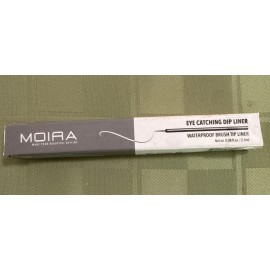 MOIRA
EYE CATCHING DIP LINER
WATERPROOF BRUSH TIP LINER